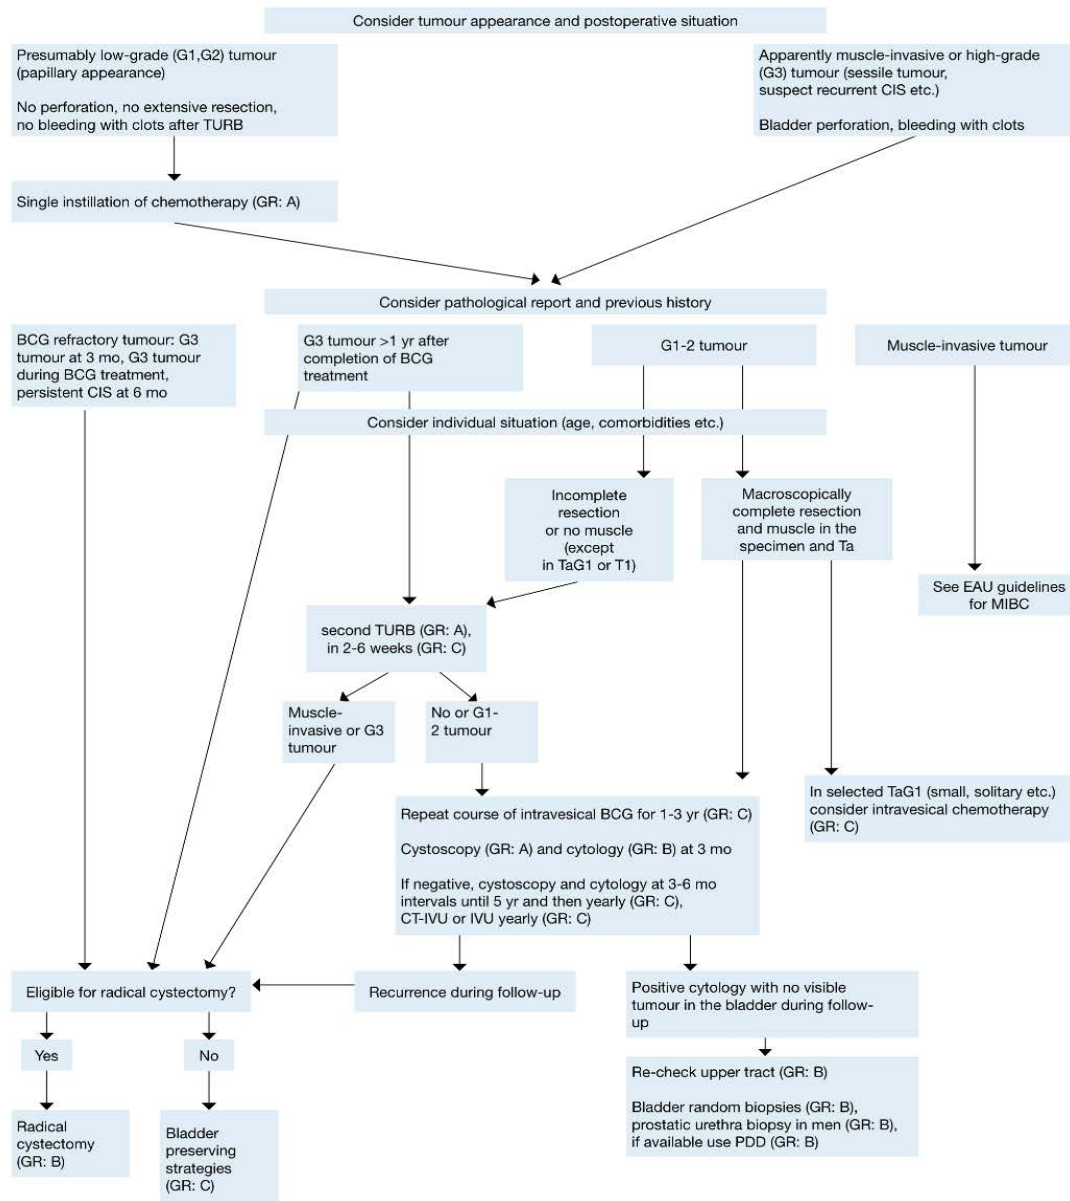 Consider tumour appearance and postoperative situation
Presumably low-grade (G1,G2) tumour
(papillary appearance)
No perforation, no extensive resection,
no bleeding with clots after TURB
Apparently muscle-invasive or high-grade
(G3) tumour (sessile tumour,
suspect recurrent CIS etc.)
Bladder perforation, bleeding with clots
Single instillation of chemotherapy (GR: A)
Consider pathological report and previous history
BCG refractory tumour: G3
tumour at 3 mo, G3 tumour
during BCG treatment,
persistent CIS at 6 mo
G3 tumour >1 yr after
completion of BCG
treatment
G1-2 tumour
Muscle-invasive tumour
Consider individual situation (age, comorbidities etc.)
Incomplete
resection
or no muscle
(except
in TaG1 or T1)
Macroscopically
complete resection
and muscle in the
specimen and Ta
See EAU guidelines
for MIBC
second TURB (GR: A),
in 2-6 weeks (GR: C)
Muscle-
invasive or G3
tumour
No or G1-
2 tumour
In selected TaG1 (small, solitary etc.)
consider intravesical chemotherapy
(GR: C)
Repeat course of intravesical BCG for 1-3 yr (GR: C)
Cystoscopy (GR: A) and cytology (GR: B) at 3 mo
If negative, cystoscopy and cytology at 3-6 mo
intervals until 5 yr and then yearly (GR: C),
CT-IVU or IVU yearly (GR: C)
Eligible for radical cystectomy?
Recurrence during follow-up
Positive cytology with no visible
tumour in the bladder during follow-
up
Yes
No
Re-check upper tract (GR: B)
Bladder random biopsies (GR: B),
prostatic urethra biopsy in men (GR: B),
if available use PDD (GR: B)
Radical
cystectomy
(GR: B)
Bladder
preserving
strategies
(GR: C)